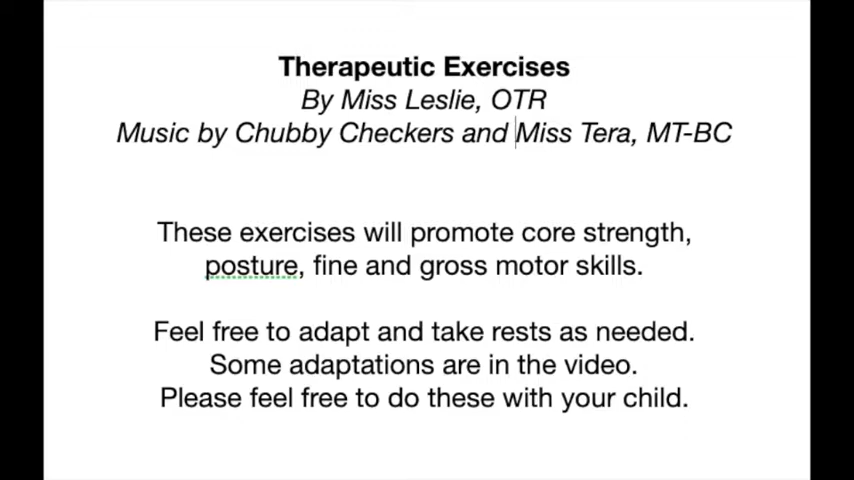 Therapeutic Exercises
By Miss Leslie, OTR
Music by Chubby Checkers and Miss Tera, MT-BC
These exercises will promote core strength,
posture, fine and gross motor skills.
Feel free to adapt and take rests as needed.
Some adaptations are in the video.
Please feel free to do these with your child.